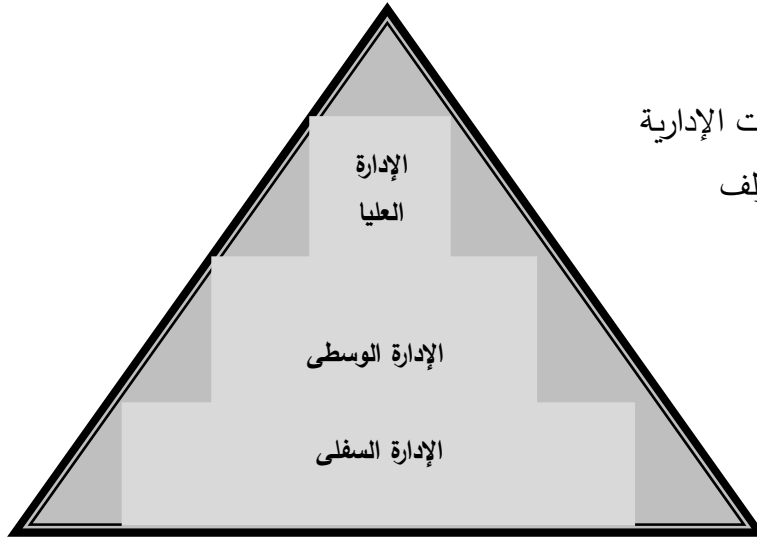 ت الإدارية
الإدارة
العليا
الإدارة الوسطى
الإدارة السفلى